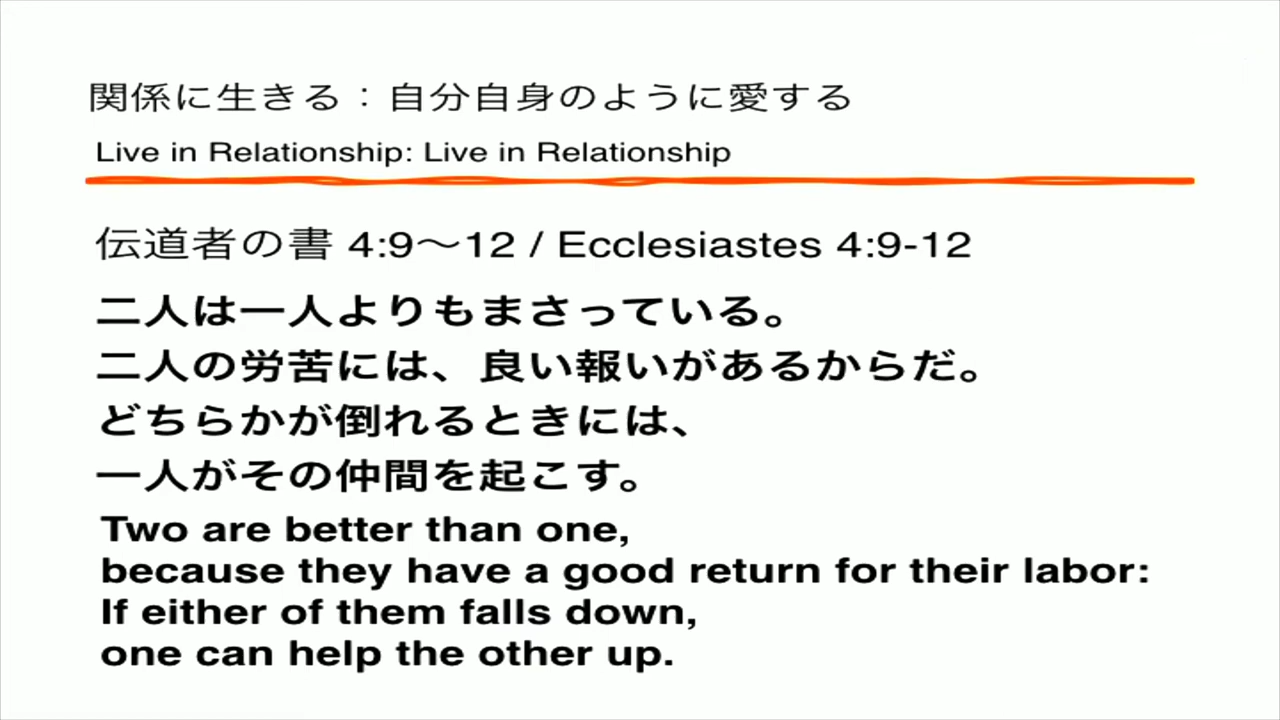 関係に生きる：自分自身のように愛する
Live in Relationship: Live in Relationship
伝道者の書 4:9〜12 / Ecclesiastes 4:9-12
二人は一人よりもまさっている。
二人の労苦には、良い報いがあるからだ。
どちらかが倒れるときには、
一人がその仲間を起こす。
Two are better than one,
because they have a good return for their labor:
If either of them falls down,
one can help the other up.